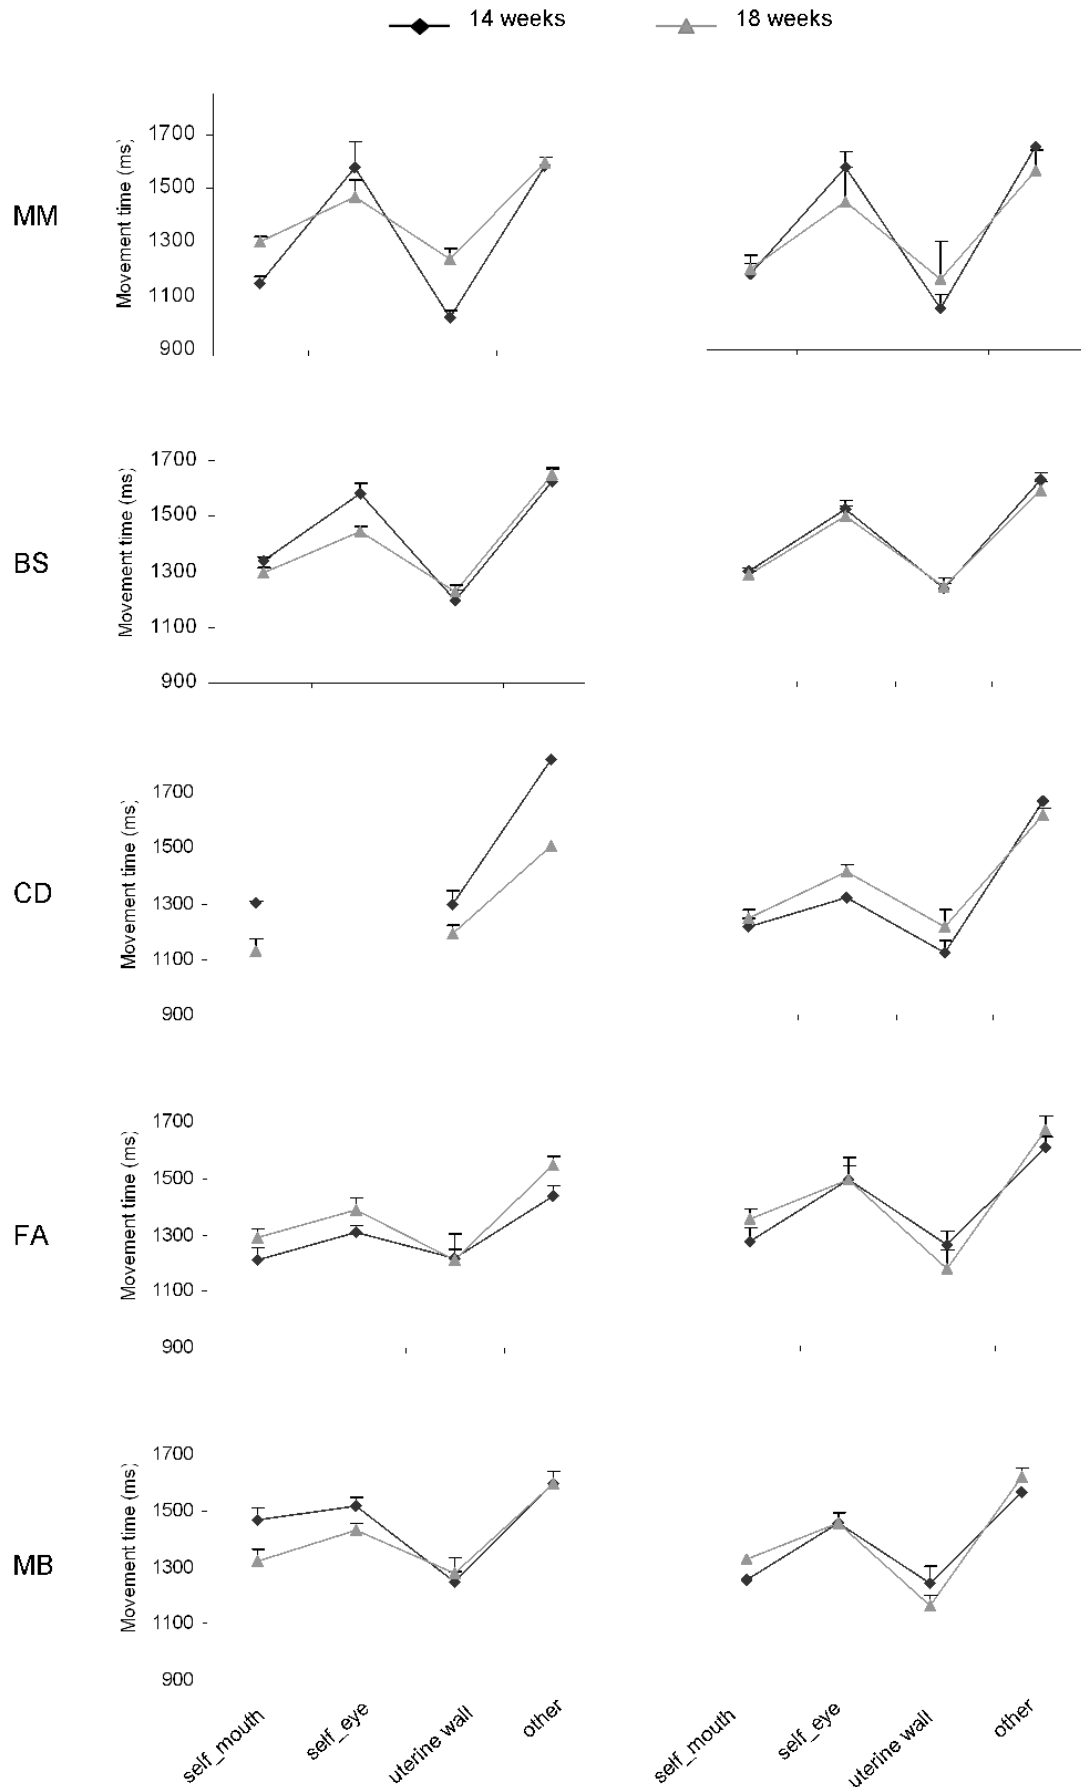 14 weeks
18 weeks
MM
Movement time (ms)
1700
1500
1300
1100
900
BS
Movement time (ms)
1700
1500
1300
1100
900
CD
Movement time (ms)
1700
1500
1300
1100
900
FA
Movement time (ms)
1700
1500
1300
1100
900
MB
Movement time (ms)
1700
1500
1300
1100
900
self_mouth
self_eye
uterine wall
other
self_mouth
self_eye
uterine wall
other